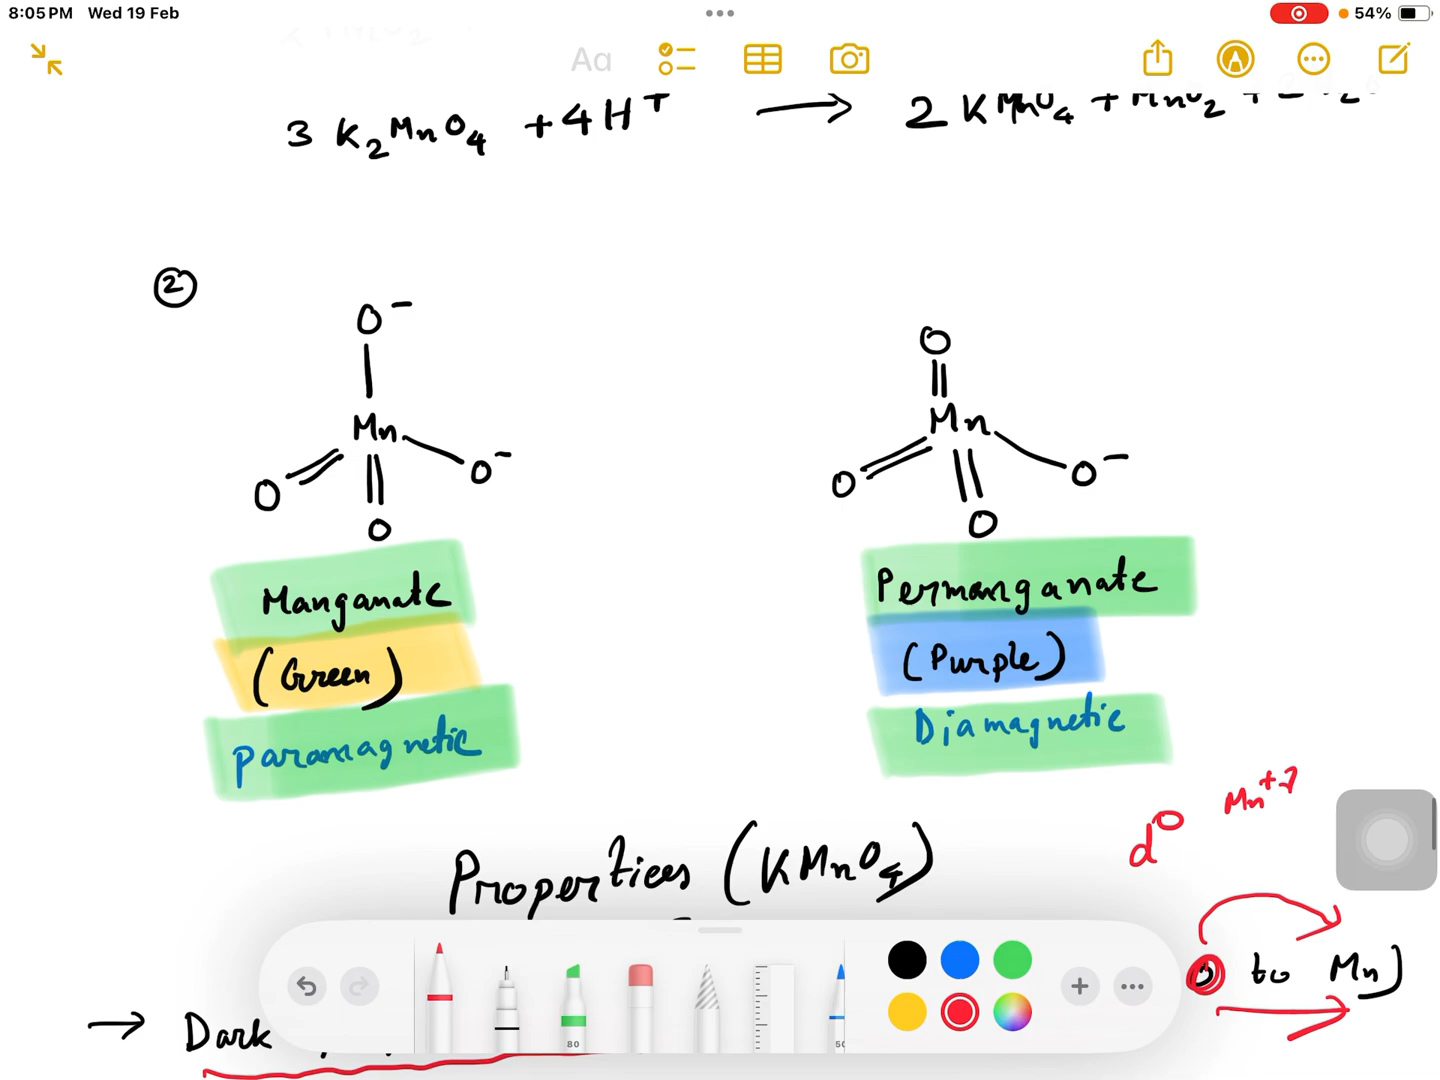 8:05 PM Wed 19 Feb 54%
Aa
3 K2MnO4 + 4H+ → 2 KMnO4 + MnO2 +
②
O− O
Mn Mn
O O− O O−
O O
Manganate Permanganate
(Green) (Purple)
paramagnetic Diamagnetic
d0 Mn+7
Properties (KMnO4)
to Mn)
→ Dark
80